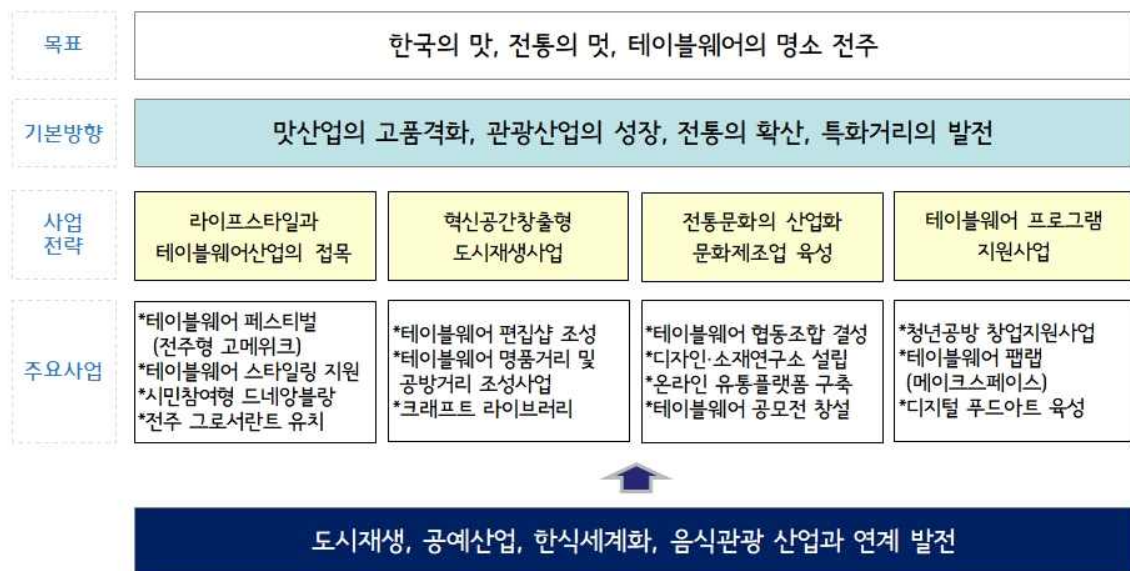 목표
한국의 맛, 전통의 멋, 테이블웨어의 명소 전주
기본방향
맛산업의 고품격화, 관광산업의 성장, 전통의 확산, 특화거리의 발전
사업
전략
라이프스타일과
테이블웨어산업의 접목
혁신공간창출형
도시재생사업
전통문화의 산업화
문화제조업 육성
테이블웨어 프로그램
지원사업
주요사업
*테이블웨어 페스티벌
(전주형 고메위크)
*테이블웨어 스타일링 지원
*시민참여형 드네앙블랑
*전주 그로서란트 유치
*테이블웨어 편집샵 조성
*테이블웨어 명품거리 및
공방거리 조성사업
*크래프트 라이브러리
*테이블웨어 협동조합 결성
*디자인·소재연구소 설립
*온라인 유통플랫폼 구축
*테이블웨어 공모전 창설
*청년공방 창업지원사업
*테이블웨어 팹랩
(메이크스페이스)
*디지털 푸드아트 육성
도시재생, 공예산업, 한식세계화, 음식관광 산업과 연계 발전